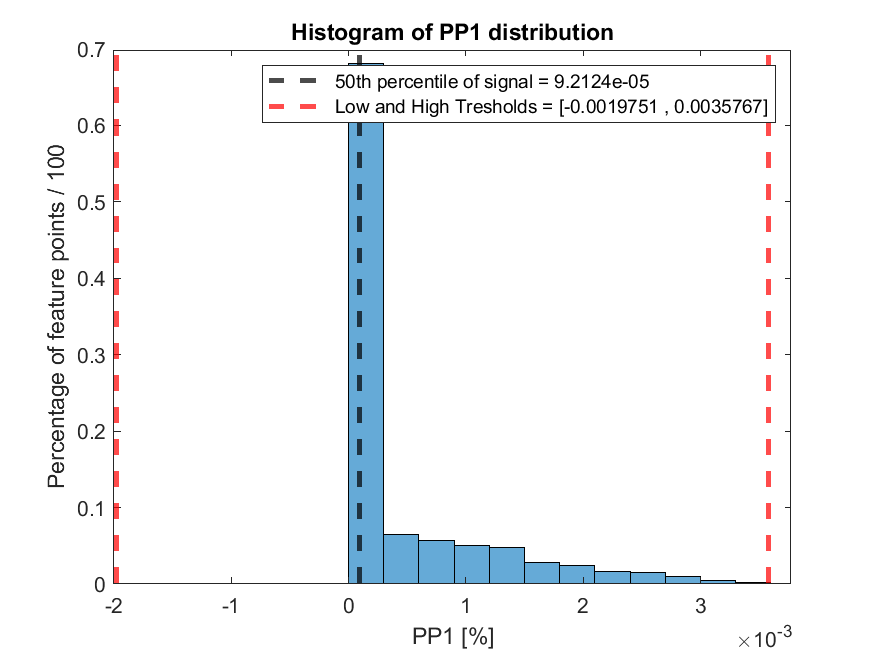 Histogram of PP1 distribution
50th percentile of signal = 9.2124e-05
Low and High Tresholds = [-0.0019751 , 0.0035767]
Percentage of feature points / 100
0.7
0.6
0.5
0.4
0.3
0.2
0.1
0
-2 -1 0 1 2 3
PP1 [%]
×10-3